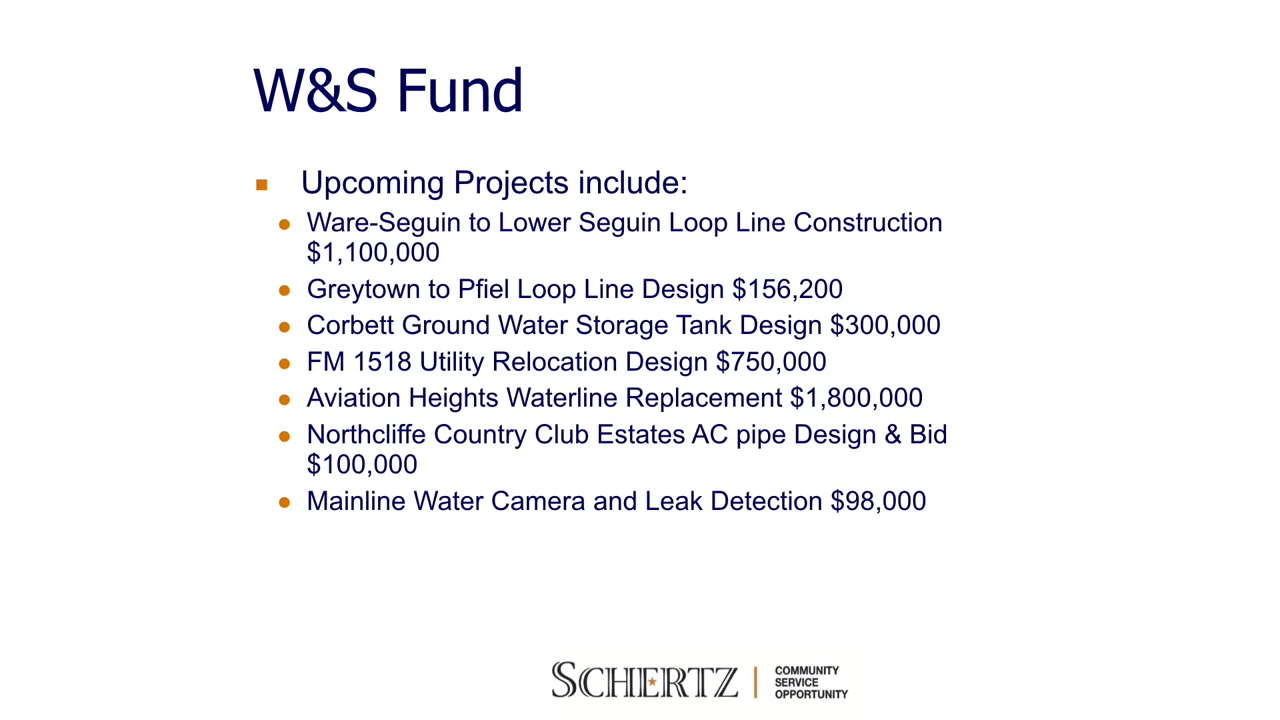 W&S Fund
Upcoming Projects include:
Ware-Seguin to Lower Seguin Loop Line Construction
$1,100,000
Greytown to Pfiel Loop Line Design $156,200
Corbett Ground Water Storage Tank Design $300,000
FM 1518 Utility Relocation Design $750,000
Aviation Heights Waterline Replacement $1,800,000
Northcliffe Country Club Estates AC pipe Design & Bid
$100,000
Mainline Water Camera and Leak Detection $98,000
SCHERTZ
COMMUNITY
SERVICE
OPPORTUNITY